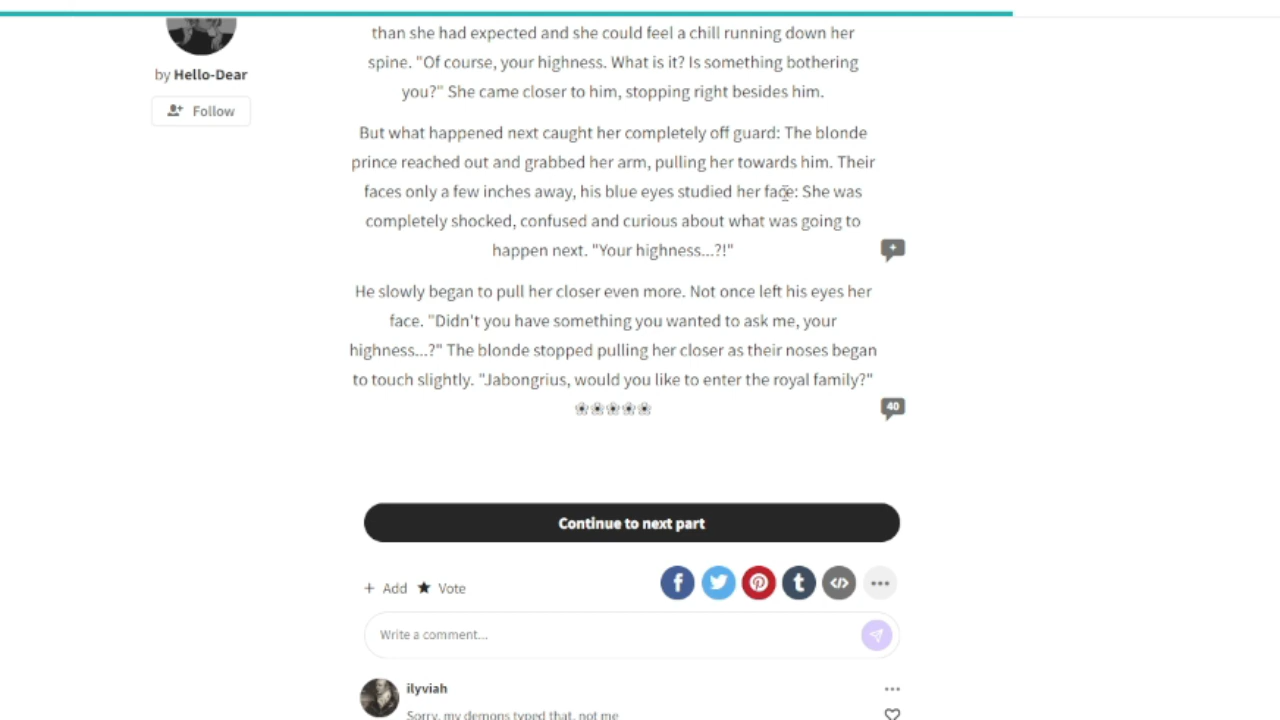 than she had expected and she could feel a chill running down her
spine. "Of course, your highness. What is it? Is something bothering
you?" She came closer to him, stopping right besides him.
by Hello-Dear
Follow
But what happened next caught her completely off guard: The blonde
prince reached out and grabbed her arm, pulling her towards him. Their
faces only a few inches away, his blue eyes studied her face: She was
completely shocked, confused and curious about what was going to
happen next. "Your highness...?!"
+
He slowly began to pull her closer even more. Not once left his eyes her
face. "Didn't you have something you wanted to ask me, your
highness...?" The blonde stopped pulling her closer as their noses began
to touch slightly. "Jabongrius, would you like to enter the royal family?"
❀❀❀❀❀
40
Continue to next part
+ Add ★ Vote
Write a comment...
ilyviah
Sorry, my demons typed that, not me